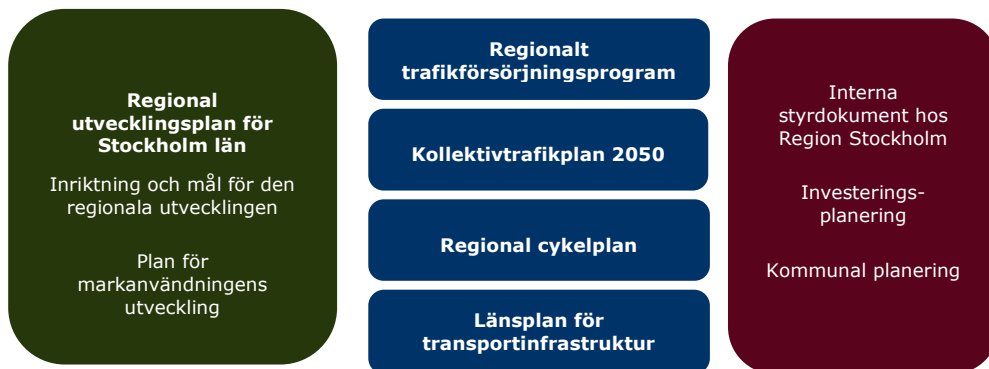 Regional
utvecklingsplan för
Stockholm län
Inriktning och mål för den
regionala utvecklingen
Plan för
markanvändningens
utveckling
Regionalt
trafikförsörjningsprogram
Kollektivtrafikplan 2050
Regional cykelplan
Länsplan för
transportinfrastruktur
Interna
styrdokument hos
Region Stockholm
Investerings-
planering
Kommunal planering